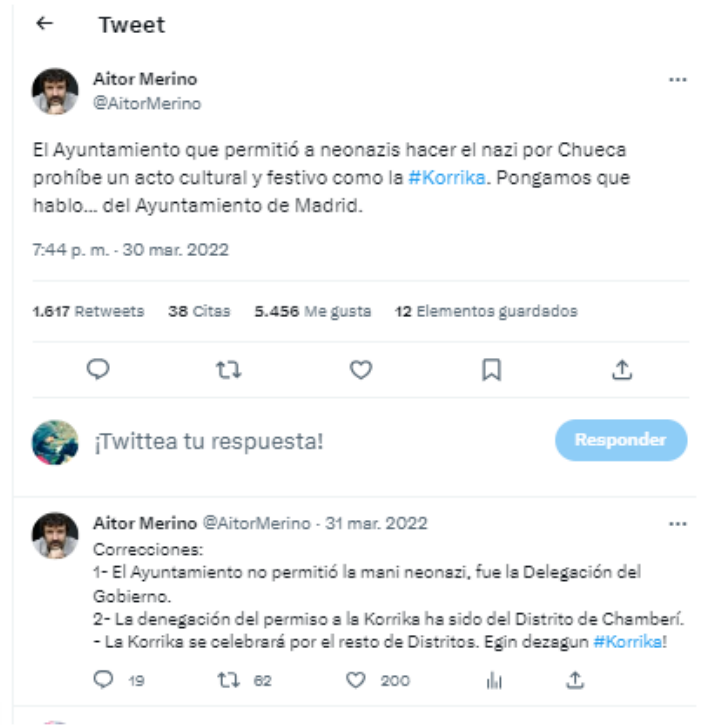 Tweet
Aitor Merino
@AitorMerino
El Ayuntamiento que permitió a neonazis hacer el nazi por Chueca
prohíbe un acto cultural y festivo como la #Korrika. Pongamos que
hablo... del Ayuntamiento de Madrid.
7:44 p. m. · 30 mar. 2022
1.617 Retweets 38 Citas 5.456 Me gusta 12 Elementos guardados
¡Twittea tu respuesta!
Responder
Aitor Merino @AitorMerino · 31 mar. 2022
Correcciones:
1- El Ayuntamiento no permitió la mani neonazi, fue la Delegación del
Gobierno.
2- La denegación del permiso a la Korrika ha sido del Distrito de Chamberí.
- La Korrika se celebrará por el resto de Distritos. Egin dezagun #Korrika!
19 62 200